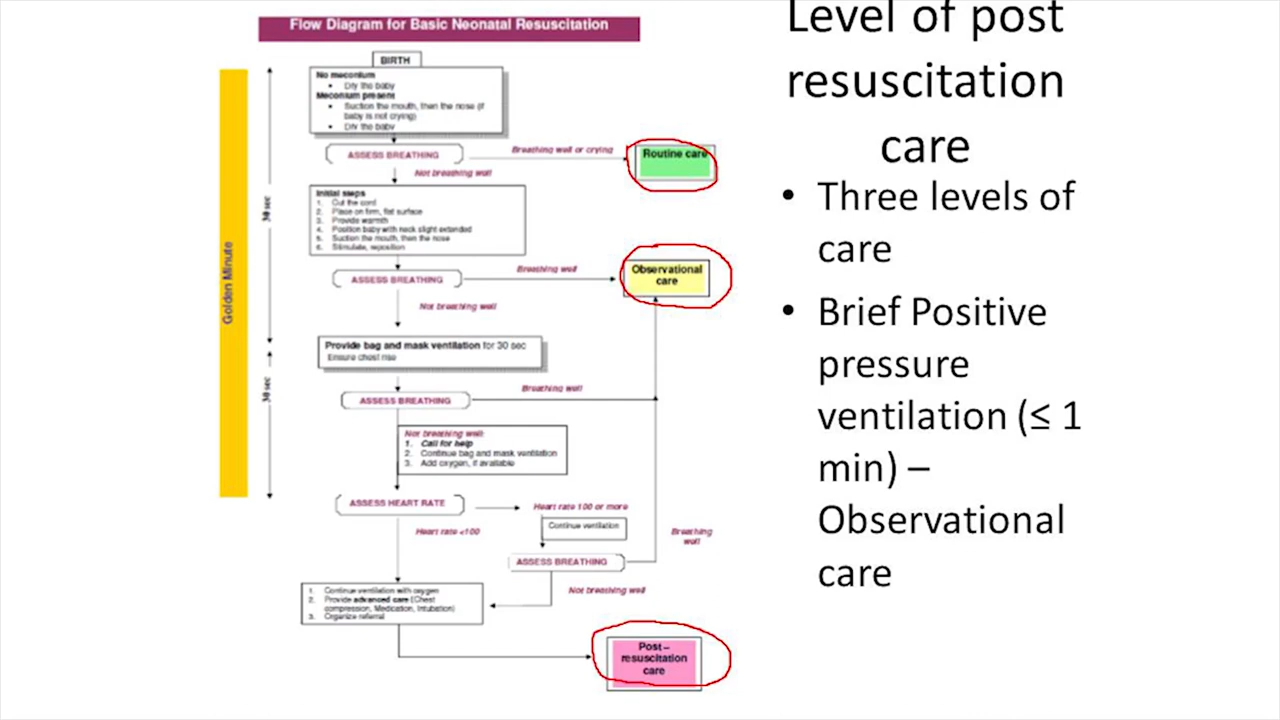 Flow Diagram for Basic Neonatal Resuscitation
BIRTH
No meconium
• Dry the baby
Meconium present
• Suction the mouth, then the nose (if
baby is not crying)
• Dry the baby
ASSESS BREATHING
Breathing well or crying
Routine care
Not breathing well
Initial steps
1. Cut the cord
2. Place on firm, flat surface
3. Provide warmth
4. Position baby with neck slight extended
5. Suction the mouth, then the nose
6. Stimulate, reposition
30 sec
Golden Minute
ASSESS BREATHING
Breathing well
Observational
care
Not breathing well
Provide bag and mask ventilation for 30 sec
Ensure chest rise
30 sec
ASSESS BREATHING
Breathing well
Not breathing well:
1. Call for help
2. Continue bag and mask ventilation
3. Add oxygen, if available
ASSESS HEART RATE
Heart rate 100 or more
Continue ventilation
Heart rate <100
Breathing
well
ASSESS BREATHING
Not breathing well
1. Continue ventilation with oxygen
2. Provide advanced care (Chest
compression, Medication, Intubation)
3. Organize referral
Post –
resuscitation
care
Level of post
resuscitation
care
• Three levels of
care
• Brief Positive
pressure
ventilation (≤ 1
min) –
Observational
care